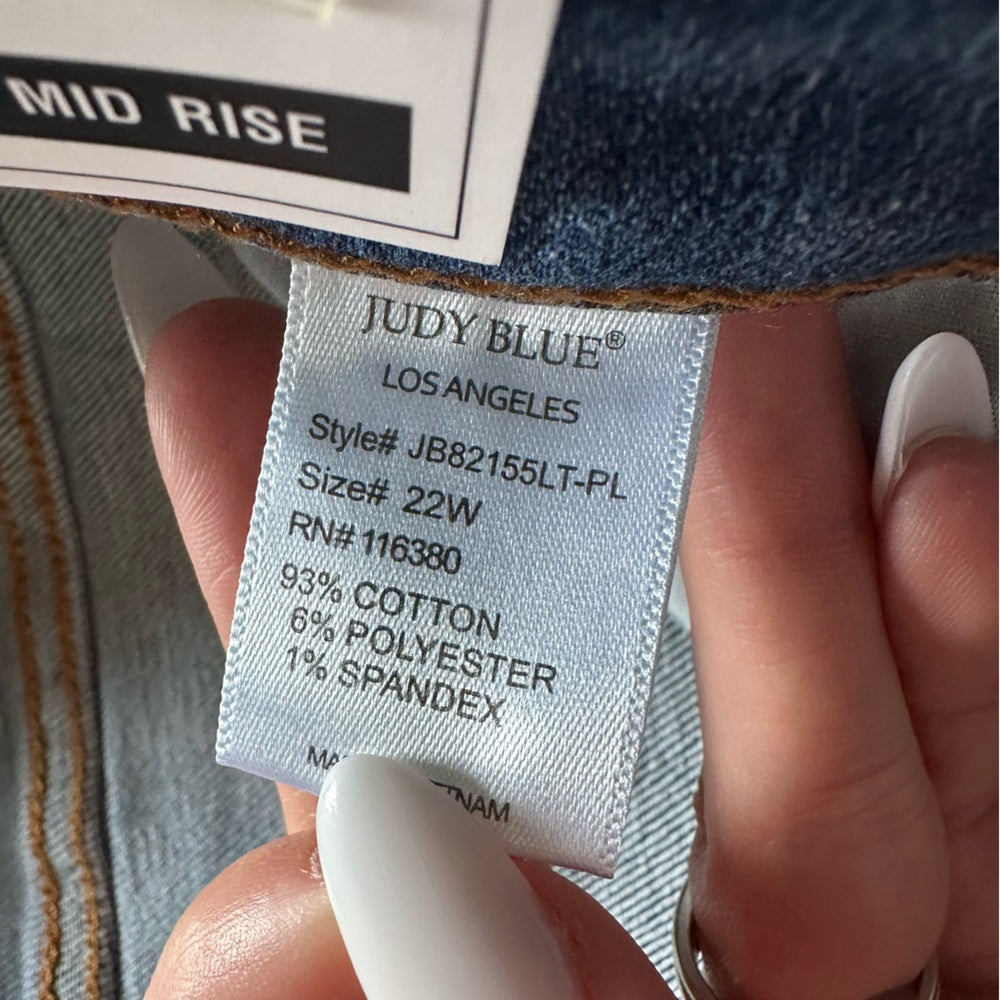 MID RISE
JUDY BLUE®
LOS ANGELES
Style# JB82155LT-PL
Size# 22W
RN# 116380
93% COTTON
6% POLYESTER
1% SPANDEX